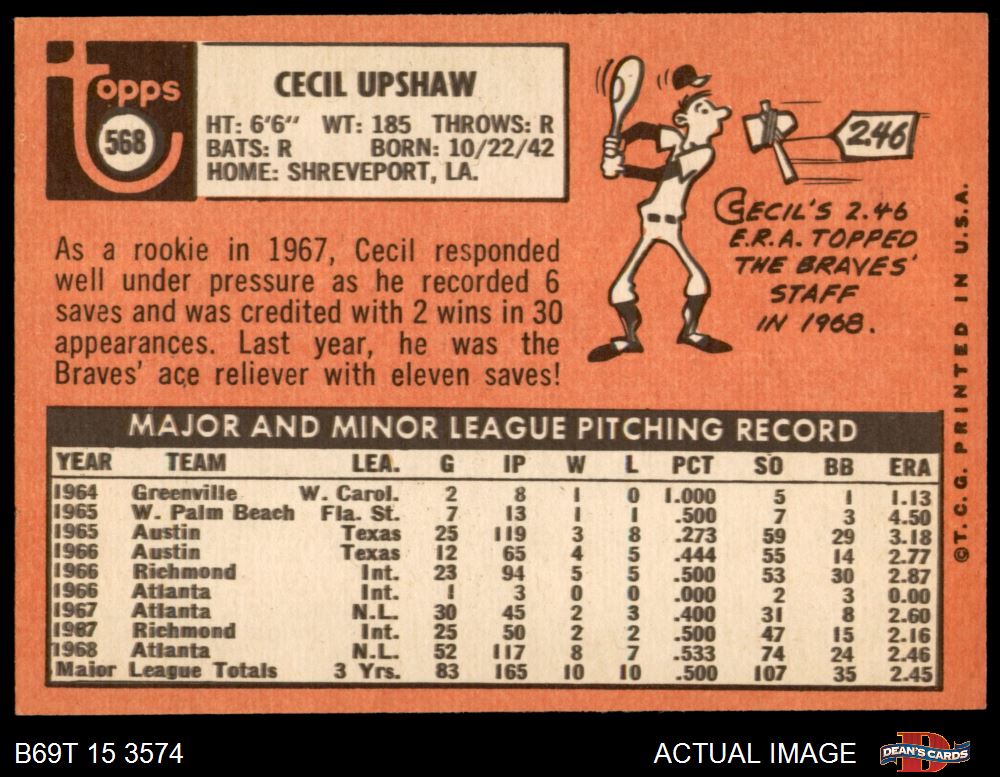 Topps
568
CECIL UPSHAW
HT: 6'6" WT: 185 THROWS: R
BATS: R BORN: 10/22/42
HOME: SHREVEPORT, LA.
As a rookie in 1967, Cecil responded
well under pressure as he recorded 6
saves and was credited with 2 wins in 30
appearances. Last year, he was the
Braves' ace reliever with eleven saves!
2.46
CECIL'S 2.46
E.R.A. TOPPED
THE BRAVES'
STAFF
IN 1968.
MAJOR AND MINOR LEAGUE PITCHING RECORD
YEAR TEAM LEA. G IP W L PCT SO BB ERA
1964 Greenville W. Carol. 2 8 1 0 1.000 5 1 1.13
1965 W. Palm Beach Fla. St. 7 13 1 1 .500 7 3 4.50
1965 Austin Texas 25 119 3 8 .273 59 29 3.18
1966 Austin Texas 12 65 4 5 .444 55 14 2.77
1966 Richmond Int. 23 94 5 5 .500 53 30 2.87
1966 Atlanta Int. 1 3 0 0 .000 2 3 0.00
1967 Atlanta N.L. 30 45 2 3 .400 31 8 2.60
1967 Richmond Int. 25 50 2 2 .500 47 15 2.16
1968 Atlanta N.L. 52 117 8 7 .533 74 24 2.46
Major League Totals 3 Yrs. 83 165 10 10 .500 107 35 2.45
©T.C.G. PRINTED IN U.S.A.
B69T 15 3574
ACTUAL IMAGE
DEAN'S CARDS